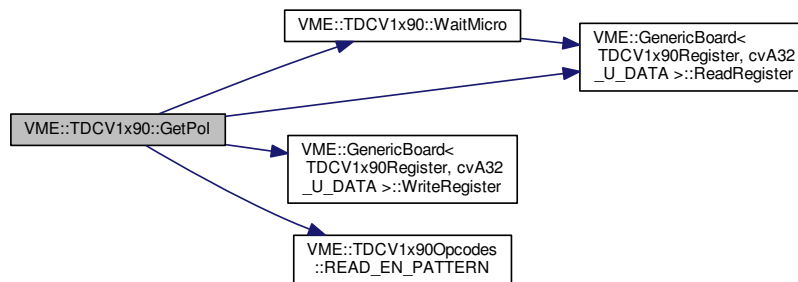 VME::TDCV1x90::GetPol
VME::TDCV1x90::WaitMicro
VME::GenericBoard<
TDCV1x90Register, cvA32
_U_DATA >::ReadRegister
VME::GenericBoard<
TDCV1x90Register, cvA32
_U_DATA >::WriteRegister
VME::TDCV1x90Opcodes
::READ_EN_PATTERN